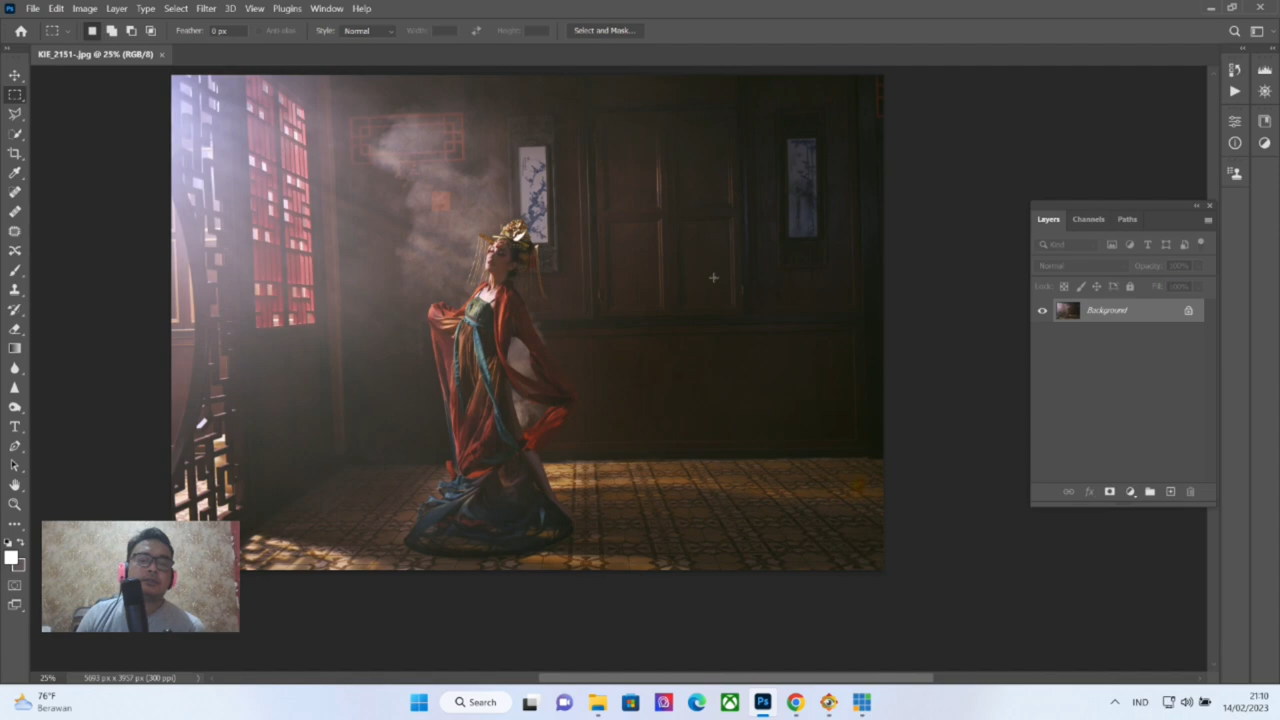 Ps File Edit Image Layer Type Select Filter 3D View Plugins Window Help
Feather: 0 px Anti-alias Style: Normal Width: Height: Select and Mask...
KIE_2151-.jpg @ 25% (RGB/8) ×
Layers Channels Paths
Kind
Normal Opacity: 100%
Lock: Fill: 100%
Background
25% 5693 px x 3957 px (300 ppi)
76°F
Berawan
Search
Ps
IND
21:10
14/02/2023